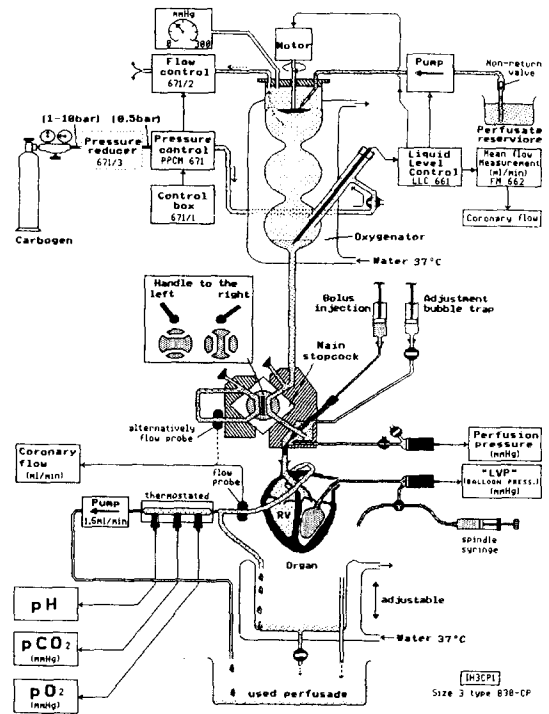 mmHg
0 300
Motor
Flow
control
671/2
Pump
Non-return
valve
Perfusate
reserviore
(1-10bar)
(0.5bar)
Pressure
reducer
671/3
Pressure
control
PPCM 671
Liquid
Level
Control
LLC 661
Mean flow
Measurement
(ml/min)
FM 662
Control
box
671/1
Coronary flow
Carbogen
Oxygenator
Water 37°C
Handle to the
left right
Bolus
injection
Adjustment
bubble trap
Main
stopcock
alternatively
flow probe
Coronary
flow
(Ml/min)
flow
probe
Perfusion
pressure
(mmHg)
"LVP"
(BALLOON PRESS.)
(mmHg)
Pump
1,5Ml/min
thermostated
RV
spindle
syringe
Organ
adjustable
pH
pCO2
(mmHg)
pO2
(mmHg)
Water 37°C
used perfusade
IH3CP1
Size 3 type 830-CP